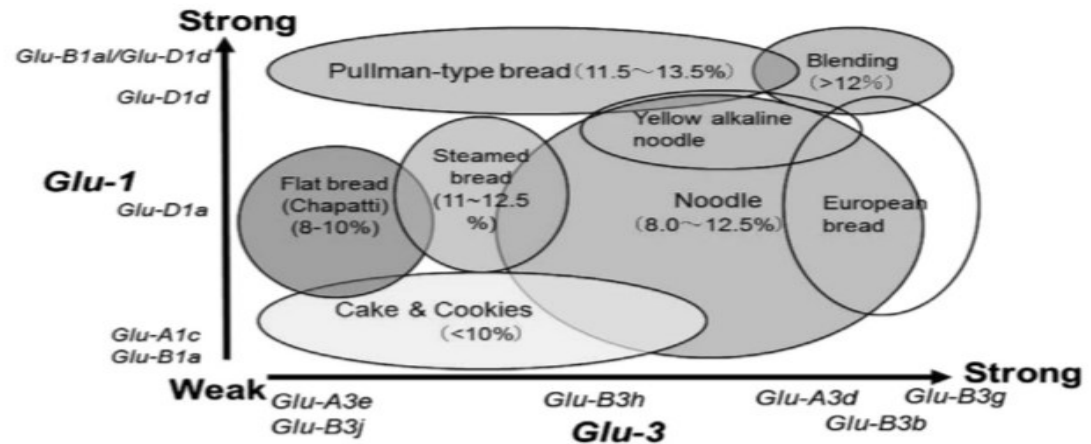 Strong
Glu-B1al/Glu-D1d
Pullman-type bread(11.5～13.5%)
Blending
(>12%)
Glu-D1d
Yellow alkaline
noodle
Glu-1
Steamed
bread
(11~12.5
%)
Flat bread
(Chapatti)
(8-10%)
Glu-D1a
Noodle
(8.0～12.5%)
European
bread
Cake & Cookies
(<10%)
Glu-A1c
Glu-B1a
Weak
Strong
Glu-A3e
Glu-B3j
Glu-B3h
Glu-A3d
Glu-B3g
Glu-B3b
Glu-3